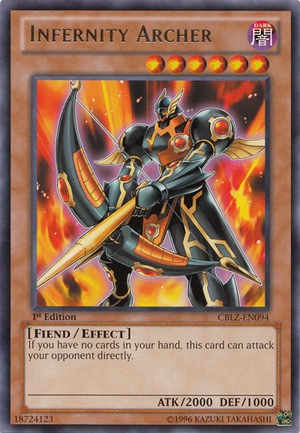 INFERNITY ARCHER
DARK
闇
CBLZ-EN094
1st Edition
[FIEND / EFFECT]
If you have no cards in your hand, this card can attack
your opponent directly.
ATK/2000 DEF/1000
18724123
©1996 KAZUKI TAKAHASHI